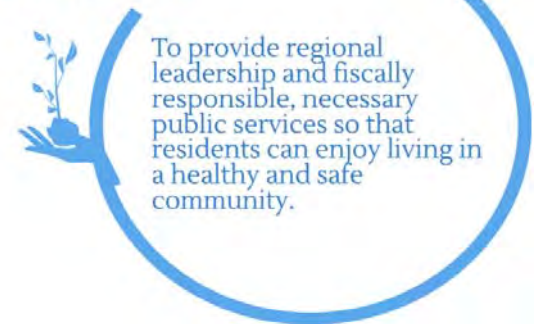 To provide regional
leadership and fiscally
responsible, necessary
public services so that
residents can enjoy living in
a healthy and safe
community.